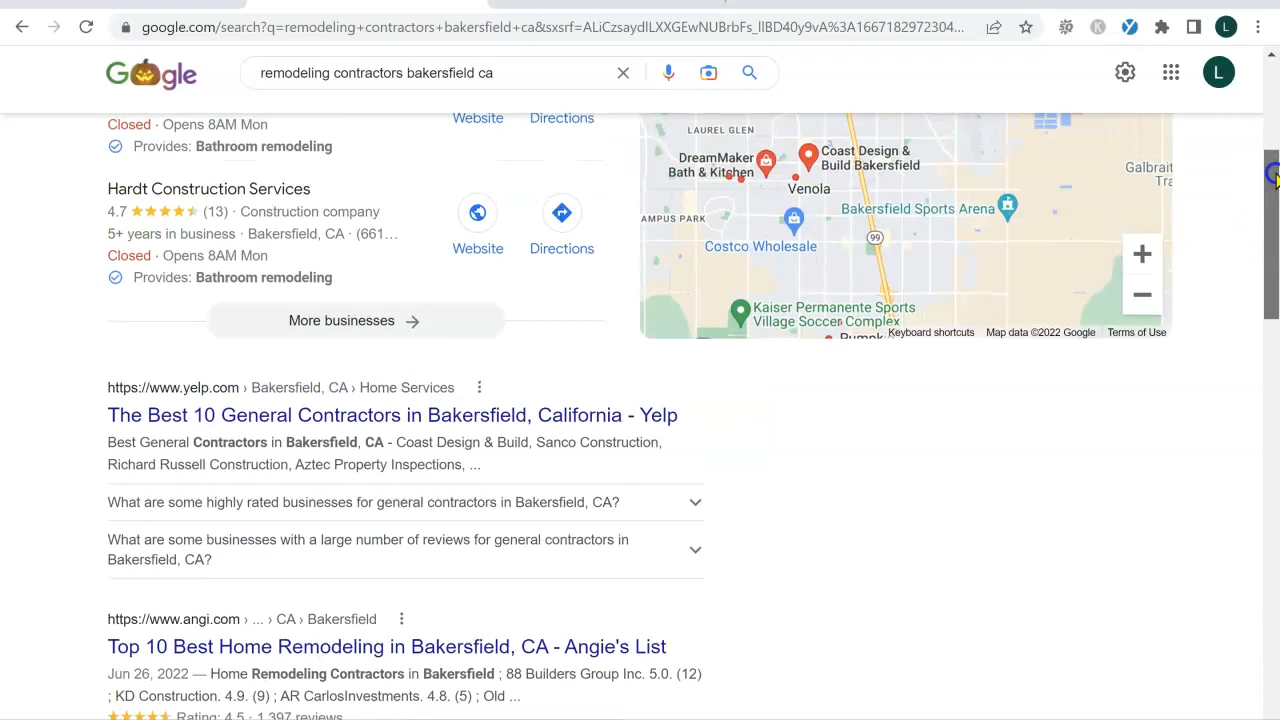 google.com/search?q=remodeling+contractors+bakersfield+ca&sxsrf=ALiCzsaydlLXXGEwNUBrbFs_llBD40y9vA%3A1667182972304...
L
Google
remodeling contractors bakersfield ca
L
Closed · Opens 8AM Mon
Provides: Bathroom remodeling
Website
Directions
Hardt Construction Services
4.7 (13) · Construction company
5+ years in business · Bakersfield, CA · (661...
Closed · Opens 8AM Mon
Provides: Bathroom remodeling
Website
Directions
More businesses
LAUREL GLEN
DreamMaker
Bath & Kitchen
Coast Design &
Build Bakersfield
Venola
Galbrait
Tra
AMPUS PARK
Bakersfield Sports Arena
Costco Wholesale
99
Kaiser Permanente Sports
Village Soccer Complex
Keyboard shortcuts
Map data ©2022 Google
Terms of Use
https://www.yelp.com › Bakersfield, CA › Home Services
The Best 10 General Contractors in Bakersfield, California - Yelp
Best General Contractors in Bakersfield, CA - Coast Design & Build, Sanco Construction,
Richard Russell Construction, Aztec Property Inspections, ...
What are some highly rated businesses for general contractors in Bakersfield, CA?
What are some businesses with a large number of reviews for general contractors in
Bakersfield, CA?
https://www.angi.com › ... › CA › Bakersfield
Top 10 Best Home Remodeling in Bakersfield, CA - Angie's List
Jun 26, 2022 — Home Remodeling Contractors in Bakersfield ; 88 Builders Group Inc. 5.0. (12)
; KD Construction. 4.9. (9) ; AR CarlosInvestments. 4.8. (5) ; Old ...
Rating: 4.5 · 1,397 reviews